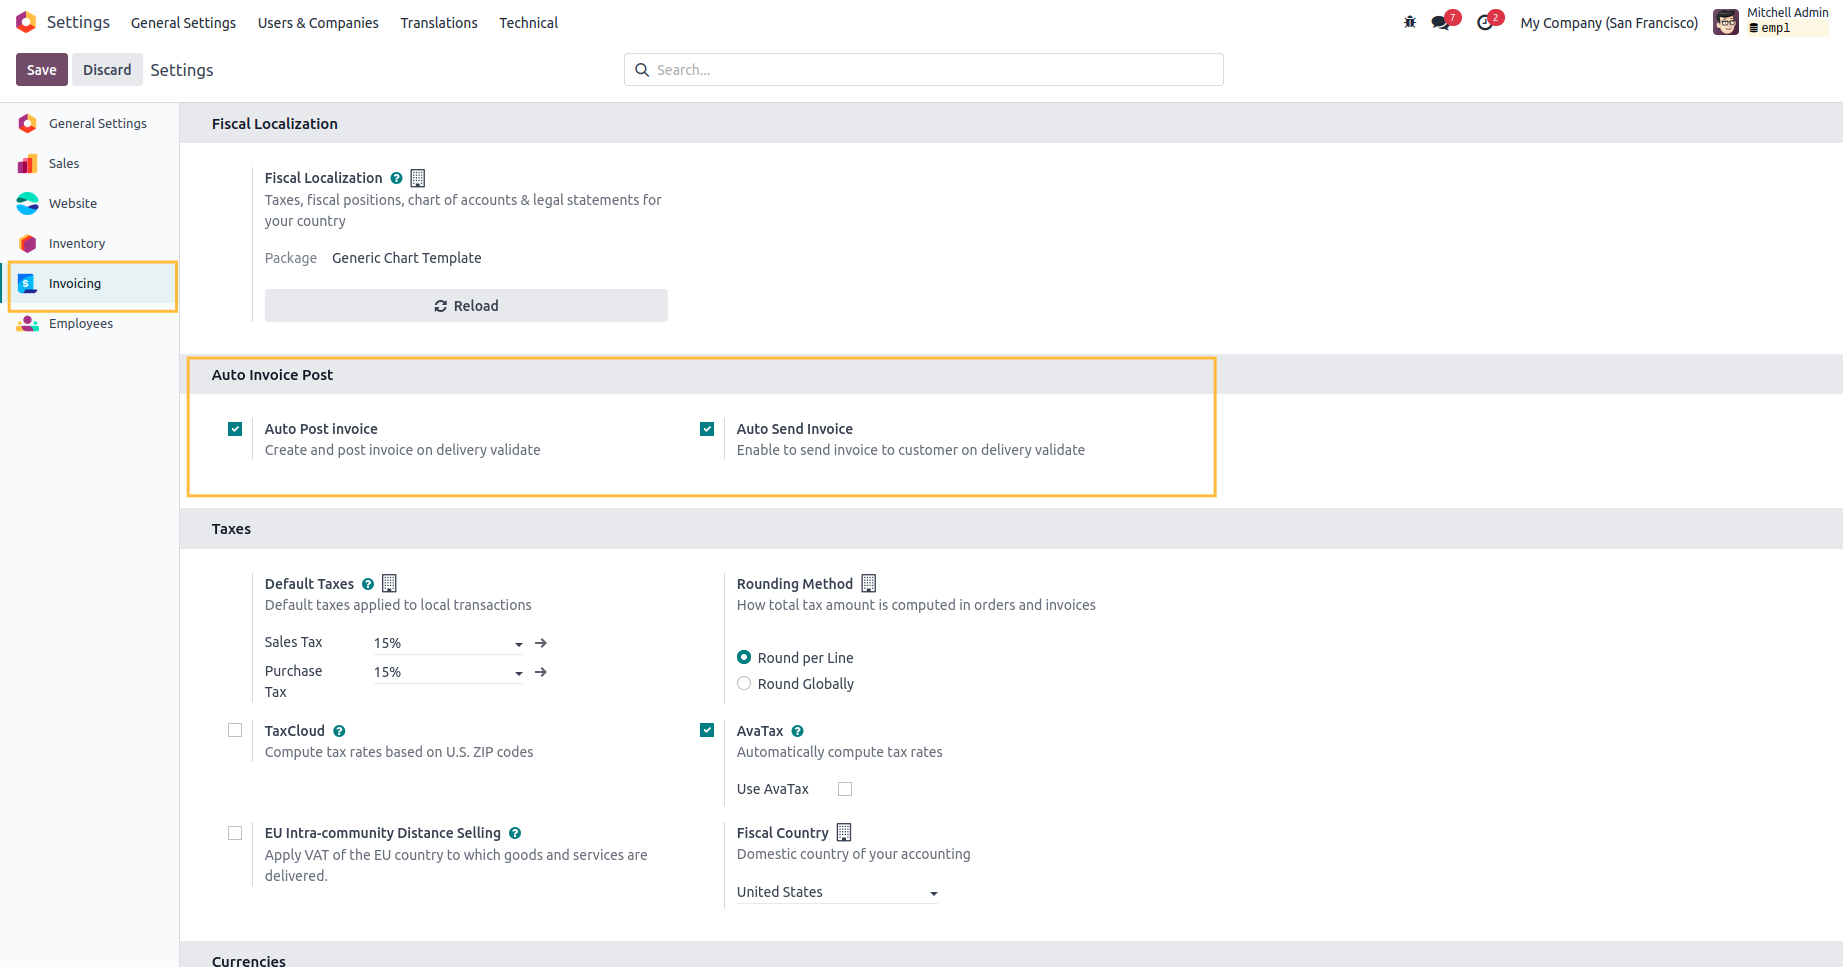 Settings General Settings Users & Companies Translations Technical 7 2 My Company (San Francisco) Mitchell Admin
empl
Save Discard Settings Search...
General Settings
Sales
Website
Inventory
Invoicing
Employees
Fiscal Localization
Fiscal Localization ?
Taxes, fiscal positions, chart of accounts & legal statements for
your country
Package Generic Chart Template
Reload
Auto Invoice Post
Auto Post invoice
Create and post invoice on delivery validate
Auto Send Invoice
Enable to send invoice to customer on delivery validate
Taxes
Default Taxes ?
Default taxes applied to local transactions
Sales Tax 15%
Purchase 15%
Tax
Rounding Method
How total tax amount is computed in orders and invoices
Round per Line
Round Globally
TaxCloud ?
Compute tax rates based on U.S. ZIP codes
AvaTax ?
Automatically compute tax rates
Use AvaTax
EU Intra-community Distance Selling ?
Apply VAT of the EU country to which goods and services are
delivered.
Fiscal Country
Domestic country of your accounting
United States
Currencies